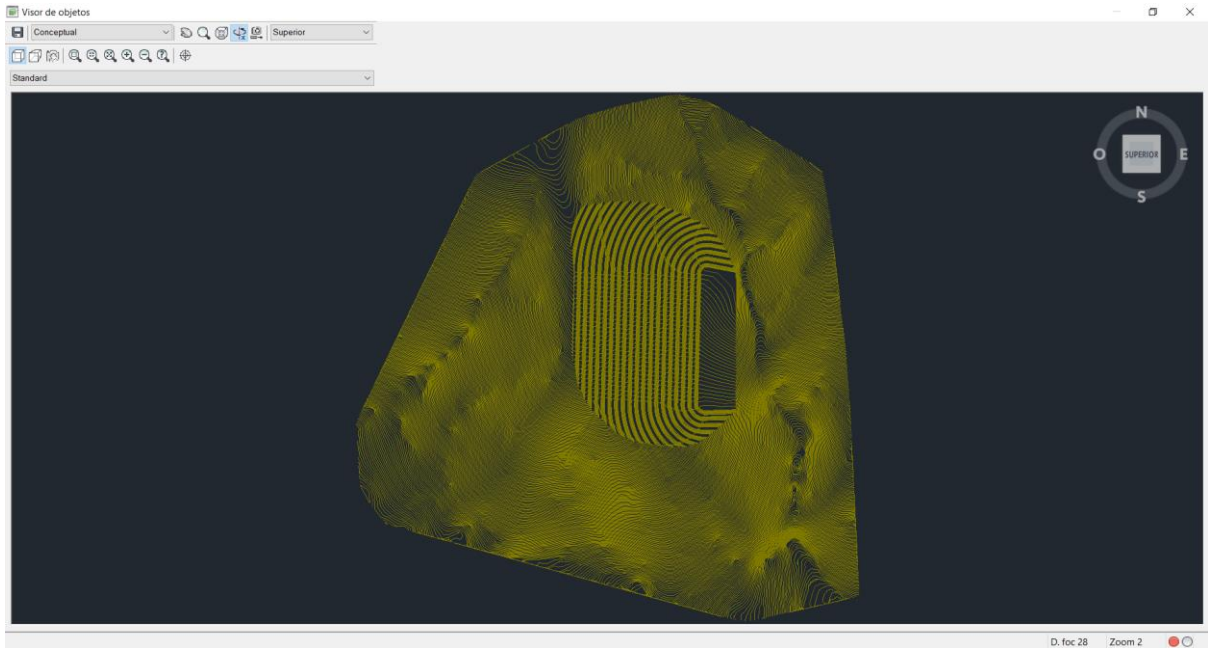 Visor de objetos
Conceptual
Superior
Standard
N
O
SUPERIOR
E
S
D. foc 28
Zoom 2